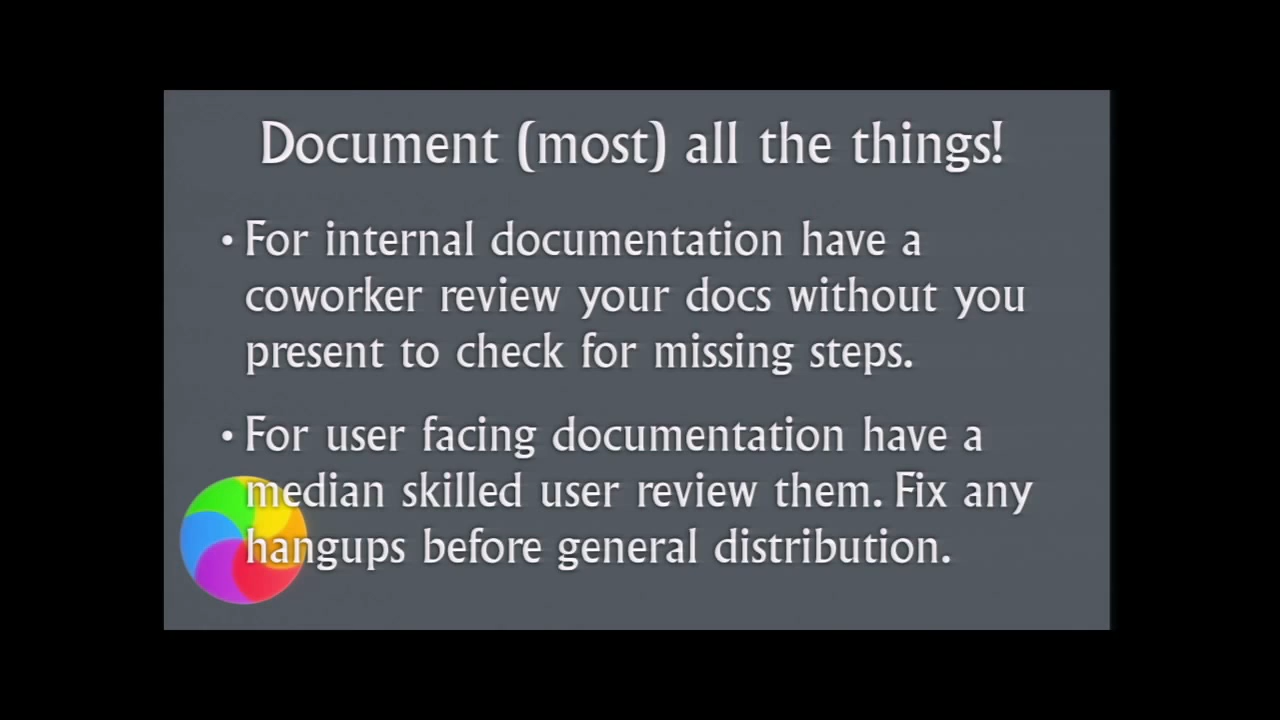 Document (most) all the things!
• For internal documentation have a
coworker review your docs without you
present to check for missing steps.
• For user facing documentation have a
median skilled user review them. Fix any
hangups before general distribution.